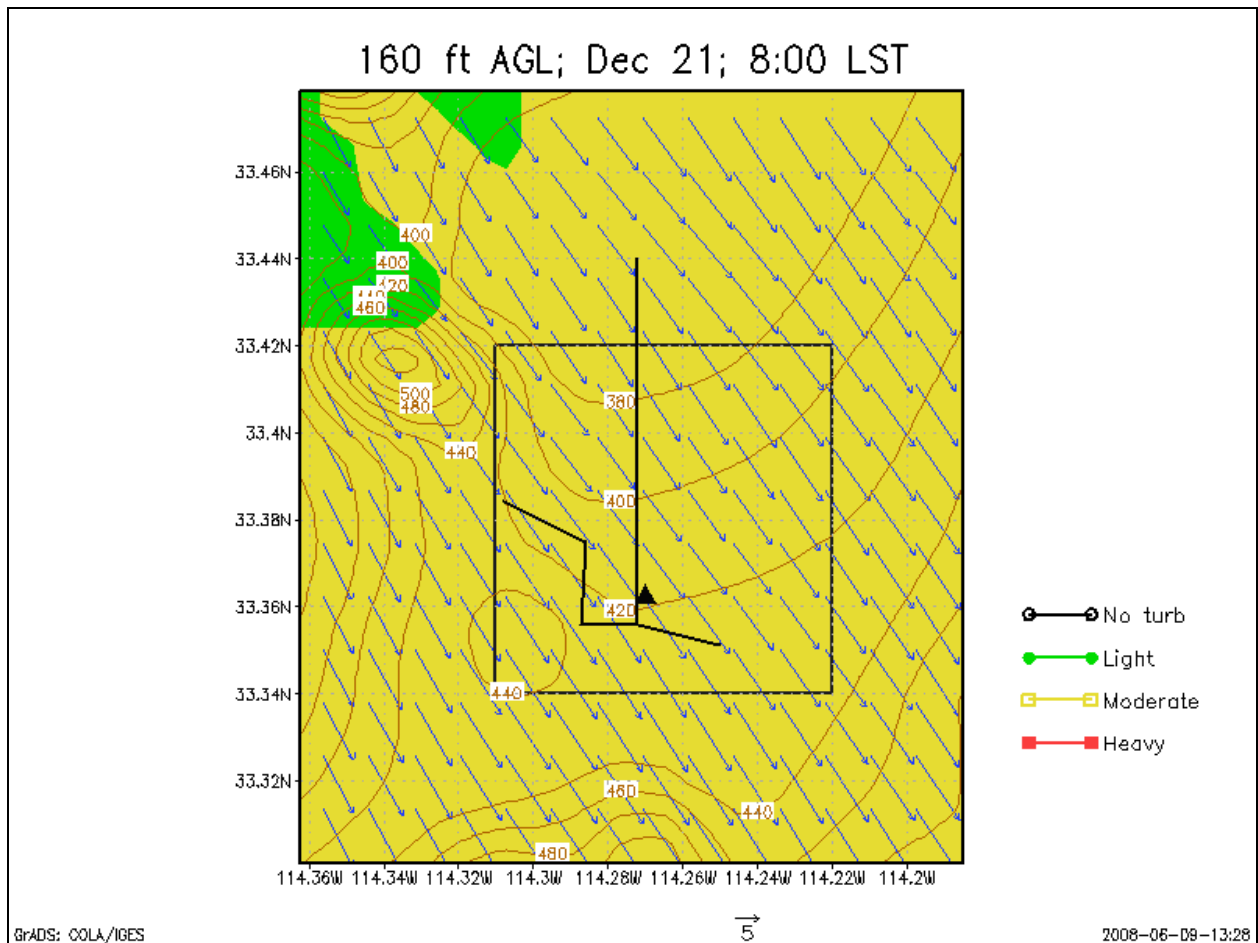 160 ft AGL; Dec 21; 8:00 LST
33.46N
33.44N
33.42N
33.4N
33.38N
33.36N
33.34N
33.32N
400
400
420
460
500
480
440
380
400
420
440
460
440
480
114.36W 114.34W 114.32W 114.3W 114.28W 114.26W 114.24W 114.22W 114.2W
No turb
Light
Moderate
Heavy
5
GrADS: COLA/IGES
2008-06-09-13:28